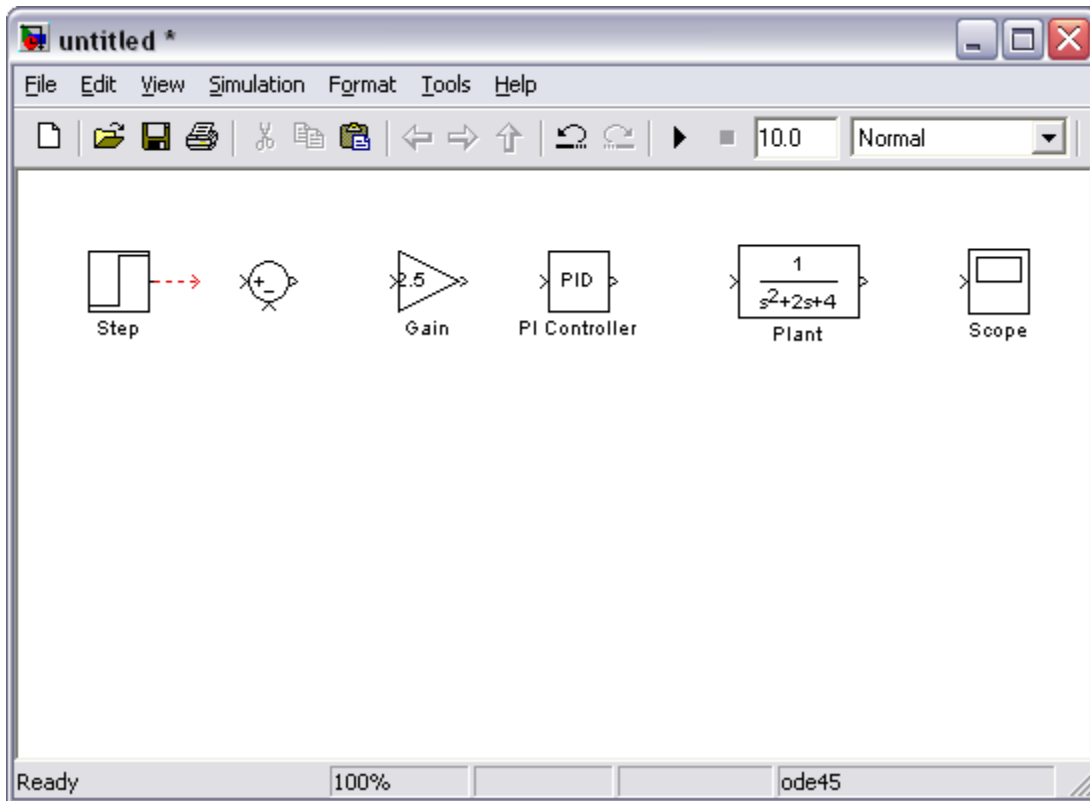 untitled *
File Edit View Simulation Format Tools Help
10.0 Normal
+ -
2.5
PID
1
s²+2s+4
Step Gain PI Controller Plant Scope
Ready 100% ode45